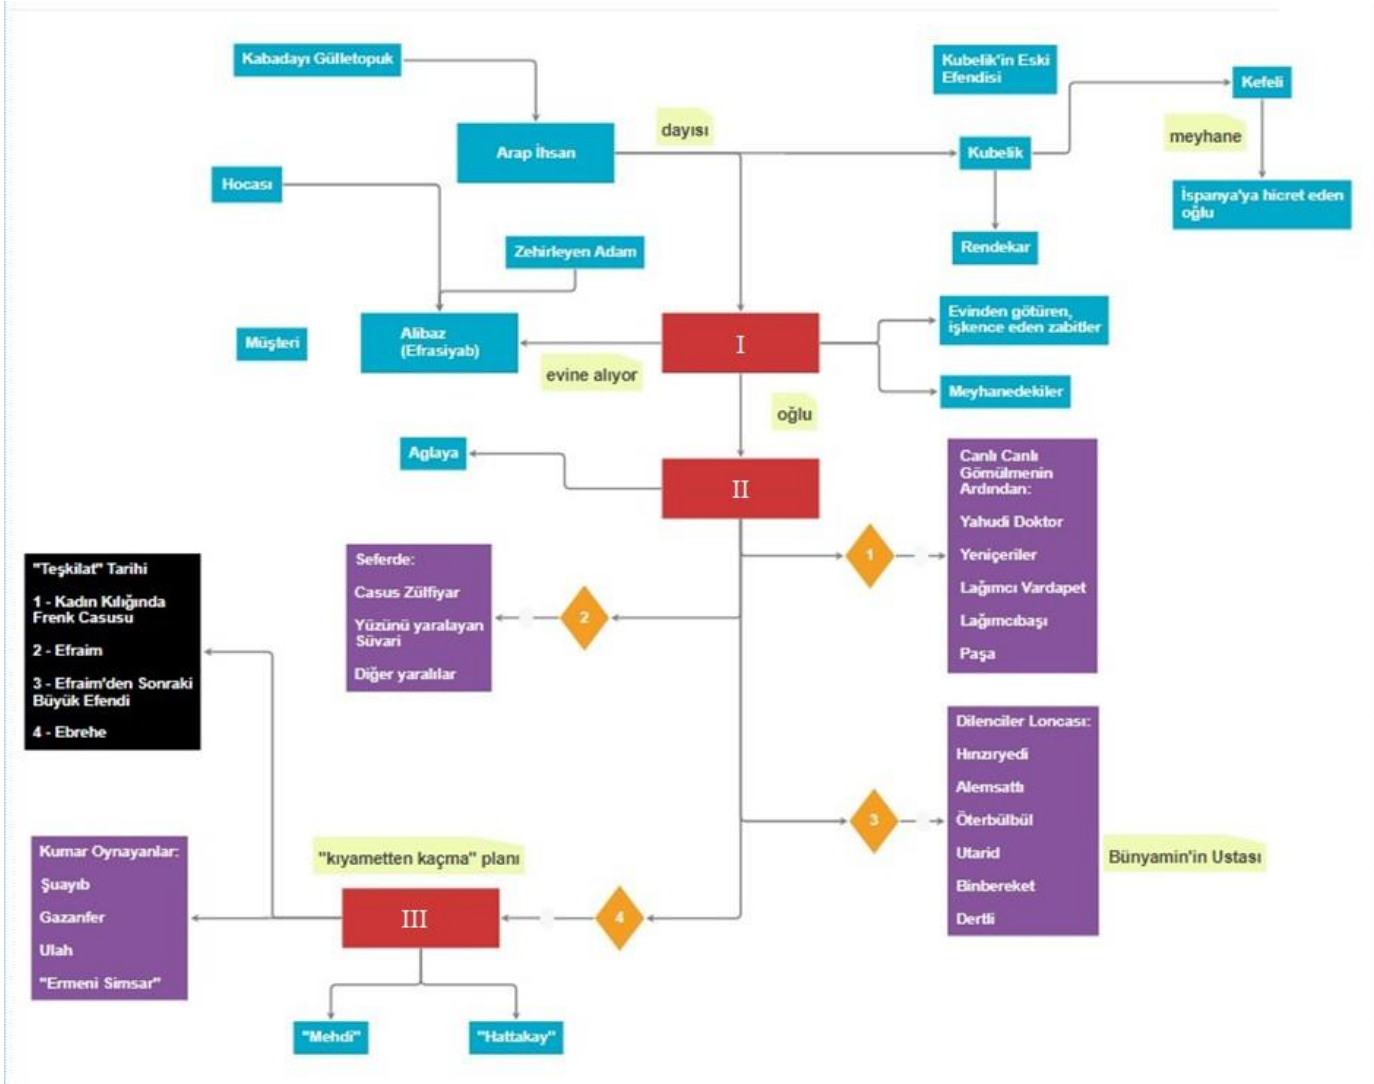 Kabadayı Gülletopuk
Kubelik'in Eski
Efendisi
Kefeli
dayısı
meyhane
Arap İhsan
Kubelik
Hocası
İspanya'ya hicret eden
oğlu
Zehirleyen Adam
Rendekar
Evinden götüren,
işkence eden zabitler
Müşteri
Alibaz
(Efrasiyab)
I
evine alıyor
Meyhanedekiler
oğlu
Aglaya
II
Canlı Canlı
Gömülmenin
Ardından:
Yahudi Doktor
Yeniçeriler
Lağımcı Vardapet
Lağımcıbaşı
Paşa
1
Seferde:
Casus Zülfiyar
Yüzünü yaralayan
Süvari
Diğer yaralılar
2
"Teşkilat" Tarihi
1 - Kadın Kılığında
Frenk Casusu
2 - Efraim
3 - Efraim'den Sonraki
Büyük Efendi
4 - Ebrehe
Dilenciler Loncası:
Hınzıryedi
Alemsattı
Öterbülbül
Utarid
Binbereket
Dertli
3
Bünyamin'in Ustası
Kumar Oynayanlar:
Şuayıb
Gazanfer
Ulah
"Ermeni Simsar"
"kıyametten kaçma" planı
III
4
"Mehdi"
"Hattakay"